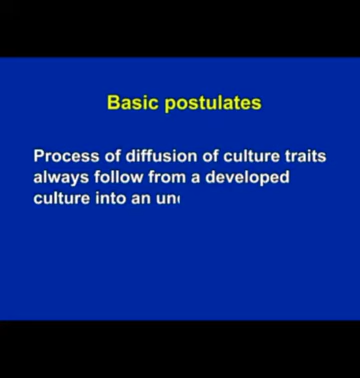 Basic postulates
Process of diffusion of culture traits
always follow from a developed
culture into an